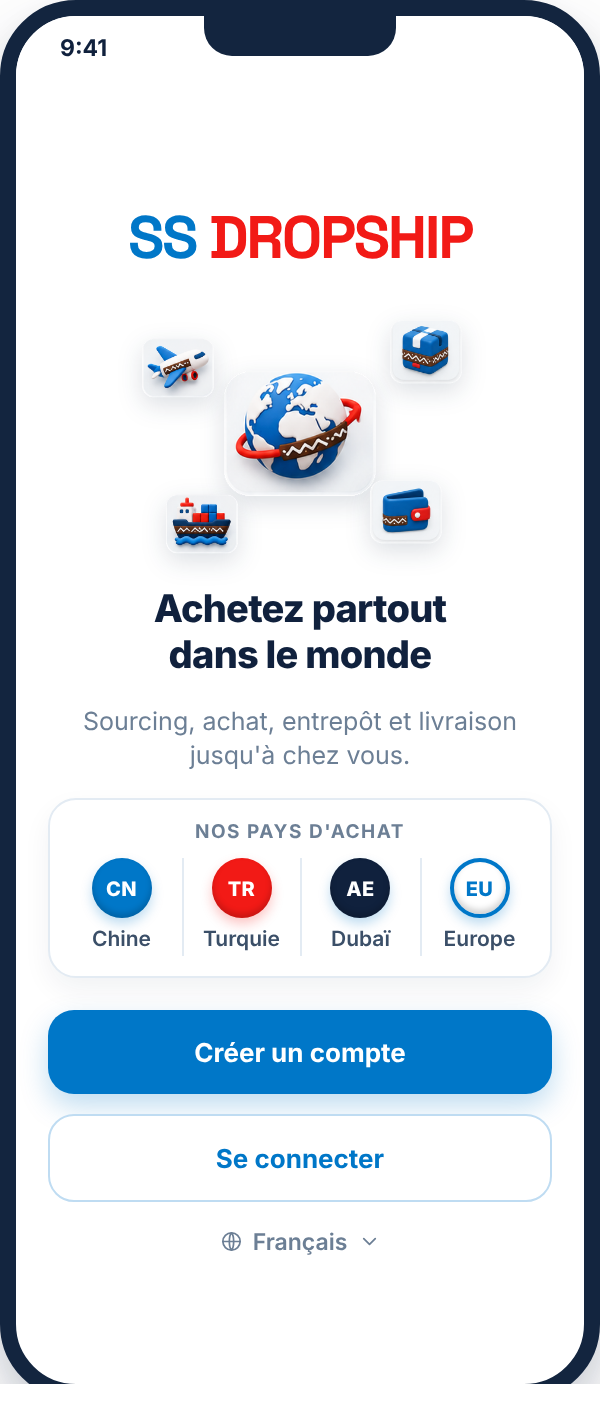 9:41
SS DROPSHIP
Achetez partout
dans le monde
Sourcing, achat, entrepôt et livraison
jusqu'à chez vous.
NOS PAYS D'ACHAT
CN
TR
AE
EU
Chine
Turquie
Dubaï
Europe
Créer un compte
Se connecter
Français